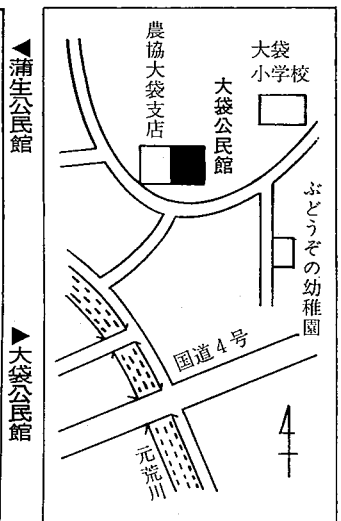 ◀蒲生公民館
▶大袋公民館
農協大袋支店
大袋公民館
大袋
小学校
ぶどうぞの幼稚園
国道4号
元荒川